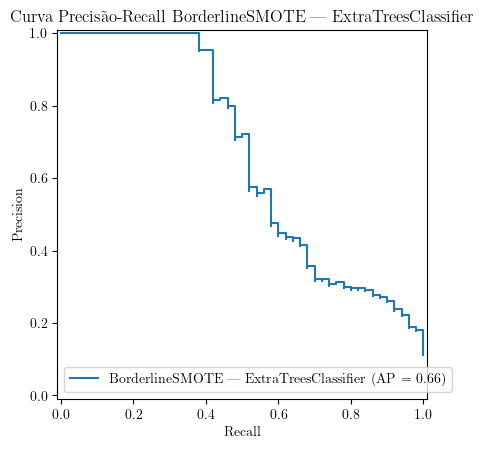 Curva Precisão-Recall BorderlineSMOTE — ExtraTreesClassifier
1.0
0.8
0.6
0.4
0.2
0.0
Precision
BorderlineSMOTE — ExtraTreesClassifier (AP = 0.66)
0.0 0.2 0.4 0.6 0.8 1.0
Recall